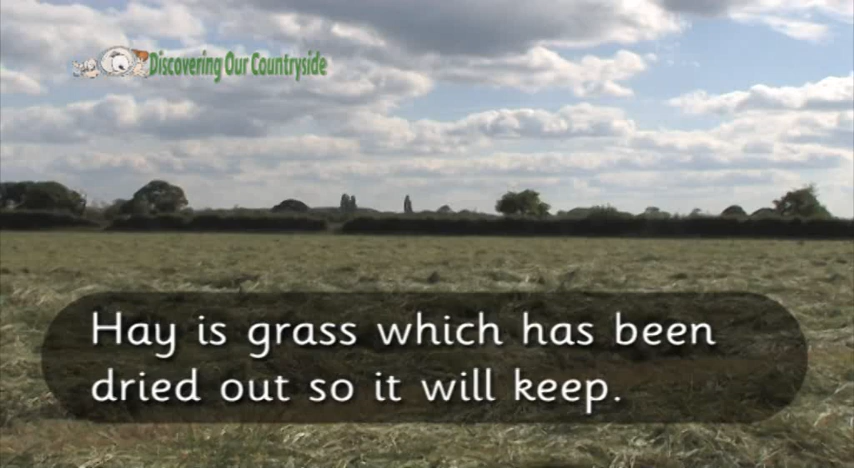 Discovering Our Countryside
Hay is grass which has been
dried out so it will keep.